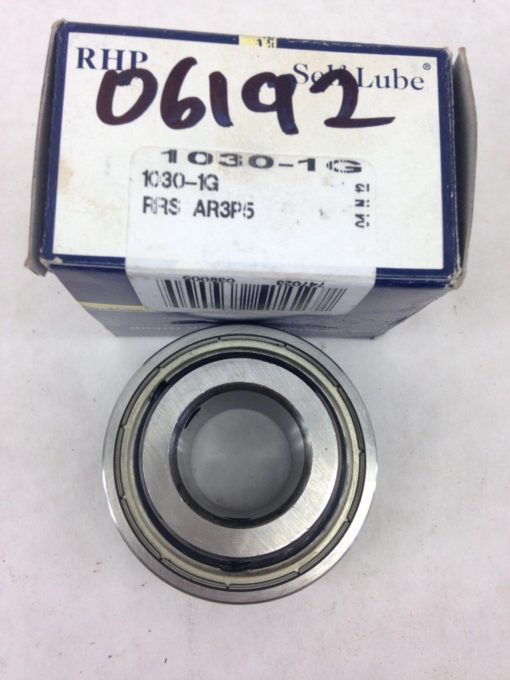 RHP Self-Lube®
06192
1030-1G
1030-1G
RRS AR3P5